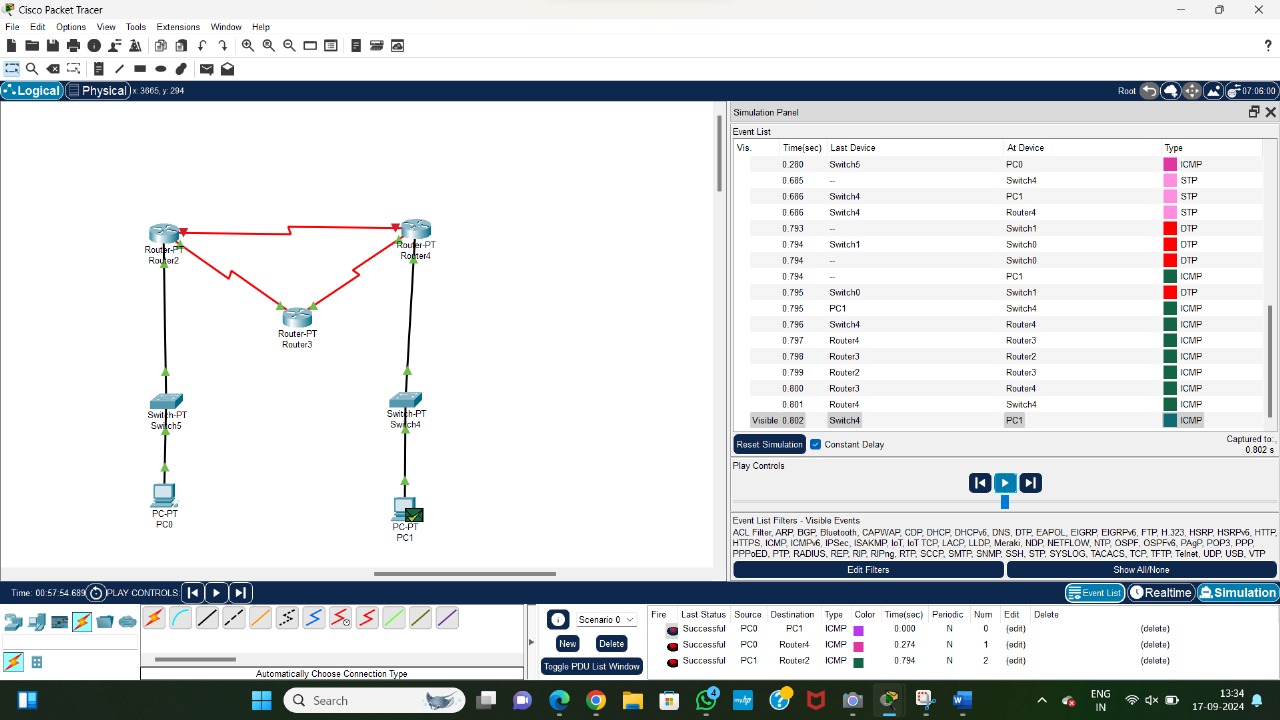 Cisco Packet Tracer
File Edit Options View Tools Extensions Window Help
?
Logical Physical x: 3665, y: 294 Root 07:06:00
Simulation Panel
Event List
Vis. Time(sec) Last Device At Device Type
0.280 Switch5 PC0 ICMP
0.685 -- Switch4 STP
0.686 Switch4 PC1 STP
0.686 Switch4 Router4 STP
0.793 -- Switch1 DTP
0.794 Switch1 Switch0 DTP
0.794 -- Switch0 DTP
0.794 -- PC1 ICMP
0.795 Switch0 Switch1 DTP
0.795 PC1 Switch4 ICMP
0.796 Switch4 Router4 ICMP
0.797 Router4 Router3 ICMP
0.798 Router3 Router2 ICMP
0.799 Router2 Router3 ICMP
0.800 Router3 Router4 ICMP
0.801 Router4 Switch4 ICMP
Visible 0.802 Switch4 PC1 ICMP
Router-PT
Router2
Router-PT
Router4
Router-PT
Router3
Switch-PT
Switch5
Switch-PT
Switch4
PC-PT
PC0
PC-PT
PC1
Reset Simulation Constant Delay Captured to:
0.802 s
Play Controls
Event List Filters - Visible Events
ACL Filter, ARP, BGP, Bluetooth, CAPWAP, CDP, DHCP, DHCPv6, DNS, DTP, EAPOL, EIGRP, EIGRPv6, FTP, H.323, HSRP, HSRPv6, HTTP,
HTTPS, ICMP, ICMPv6, IPSec, ISAKMP, IoT, IoT TCP, LACP, LLDP, Meraki, NDP, NETFLOW, NTP, OSPF, OSPFv6, PAgP, POP3, PPP,
PPPoED, PTP, RADIUS, REP, RIP, RIPng, RTP, SCCP, SMTP, SNMP, SSH, STP, SYSLOG, TACACS, TCP, TFTP, Telnet, UDP, USB, VTP
Edit Filters Show All/None
Time: 00:57:54.689 PLAY CONTROLS: Event List Realtime Simulation
Scenario 0
New Delete
Toggle PDU List Window
Fire Last Status Source Destination Type Color Time(sec) Periodic Num Edit Delete
Successful PC0 PC1 ICMP 0.000 N 0 (edit) (delete)
Successful PC0 Router4 ICMP 0.274 N 1 (edit) (delete)
Successful PC1 Router2 ICMP 0.794 N 2 (edit) (delete)
Automatically Choose Connection Type
Search
4
ENG
IN
13:34
17-09-2024